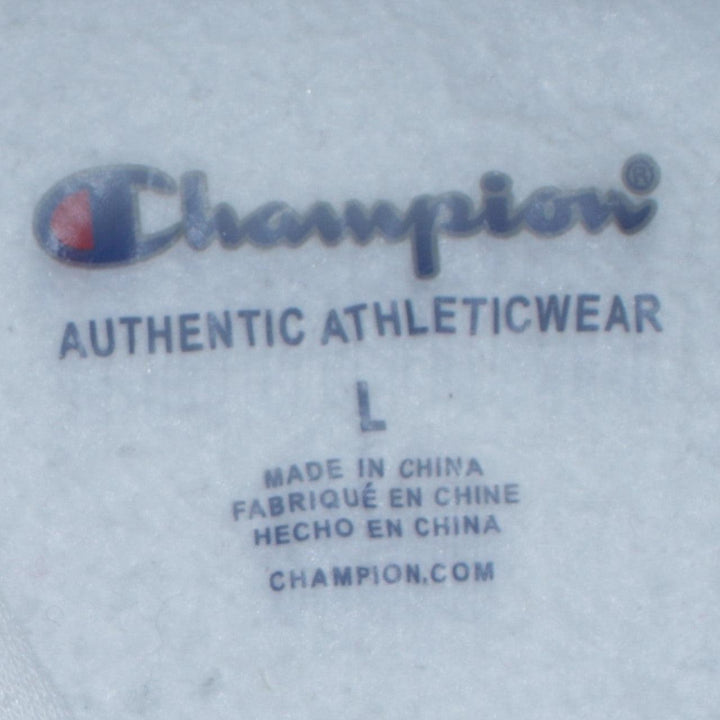 Champion®
AUTHENTIC ATHLETICWEAR
L
MADE IN CHINA
FABRIQUÉ EN CHINE
HECHO EN CHINA
CHAMPION.COM